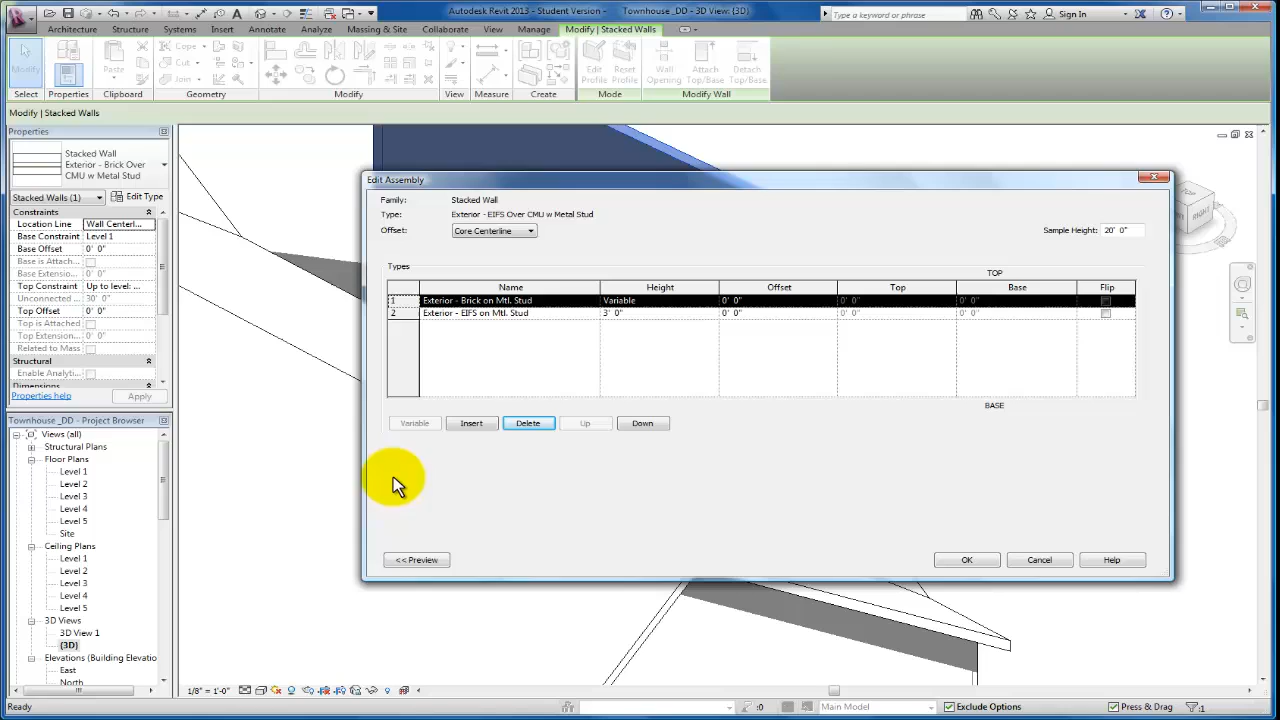 Autodesk Revit 2013 - Student Version - Townhouse_DD - 3D View: {3D}
Type a keyword or phrase
Sign In
Architecture Structure Systems Insert Annotate Analyze Massing & Site Collaborate View Manage Modify | Stacked Walls
Modify
Paste
Cope
Cut
Join
Edit Profile
Reset Profile
Wall Opening
Attach Top/Base
Detach Top/Base
Select Properties Clipboard Geometry Modify View Measure Create Mode Modify Wall
Modify | Stacked Walls
Properties
Stacked Wall
Exterior - Brick Over
CMU w Metal Stud
Stacked Walls (1) Edit Type
Constraints
Location Line Wall Centerl...
Base Constraint Level 1
Base Offset 0' 0"
Base is Attach...
Base Extensio... 0' 0"
Top Constraint Up to level: ...
Unconnected ... 30' 0"
Top Offset 0' 0"
Top is Attached
Top Extension... 0' 0"
Related to Mass
Structural
Enable Analyti...
Dimensions
Properties help Apply
Townhouse _DD - Project Browser
Views (all)
Structural Plans
Floor Plans
Level 1
Level 2
Level 3
Level 4
Level 5
Site
Ceiling Plans
Level 1
Level 2
Level 3
Level 4
Level 5
3D Views
3D View 1
{3D}
Elevations (Building Elevatio
East
North
Edit Assembly
Family: Stacked Wall
Type: Exterior - EIFS Over CMU w Metal Stud
Offset: Core Centerline
Sample Height: 20' 0"
Types
TOP
Name Height Offset Top Base Flip
1 Exterior - Brick on Mtl. Stud Variable 0' 0" 0' 0" 0' 0"
2 Exterior - EIFS on Mtl. Stud 3' 0" 0' 0" 0' 0" 0' 0"
BASE
Variable Insert Delete Up Down
<< Preview OK Cancel Help
RIGHT
1/8" = 1'-0"
Ready
:0
Main Model
Exclude Options
Press & Drag
:1